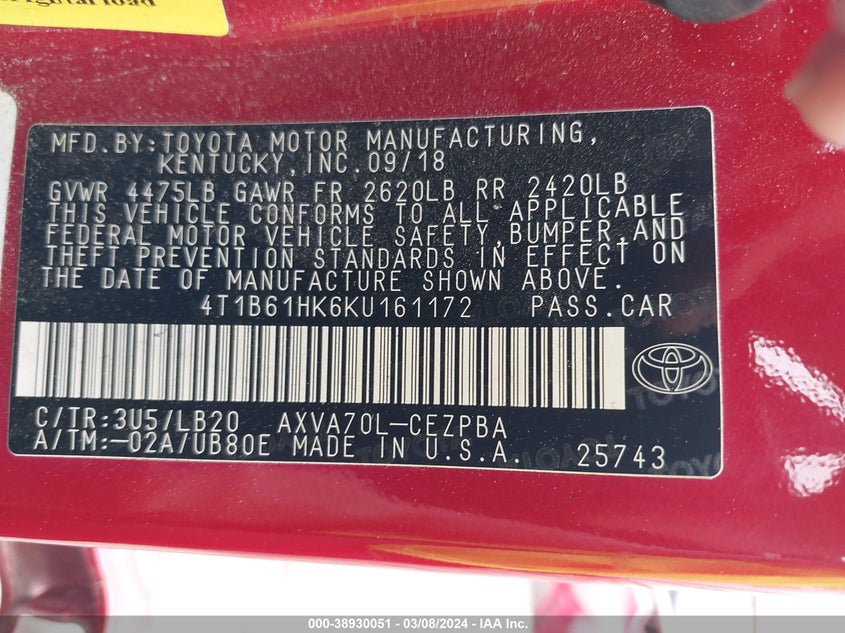 MFD.BY:TOYOTA MOTOR MANUFACTURING,
KENTUCKY,INC.09/18
GVWR 4475LB GAWR FR 2620LB RR 2420LB
THIS VEHICLE CONFORMS TO ALL APPLICABLE
FEDERAL MOTOR VEHICLE SAFETY,BUMPER,AND
THEFT PREVENTION STANDARDS IN EFFECT ON
THE DATE OF MANUFACTURE SHOWN ABOVE.
4T1B61HK6KU161172 PASS.CAR
C/TR:3U5/LB20 AXVA70L-CEZPBA
A/TM:-02A/UB80E MADE IN U.S.A. 25743
000-38930051 - 03/08/2024 - IAA Inc.